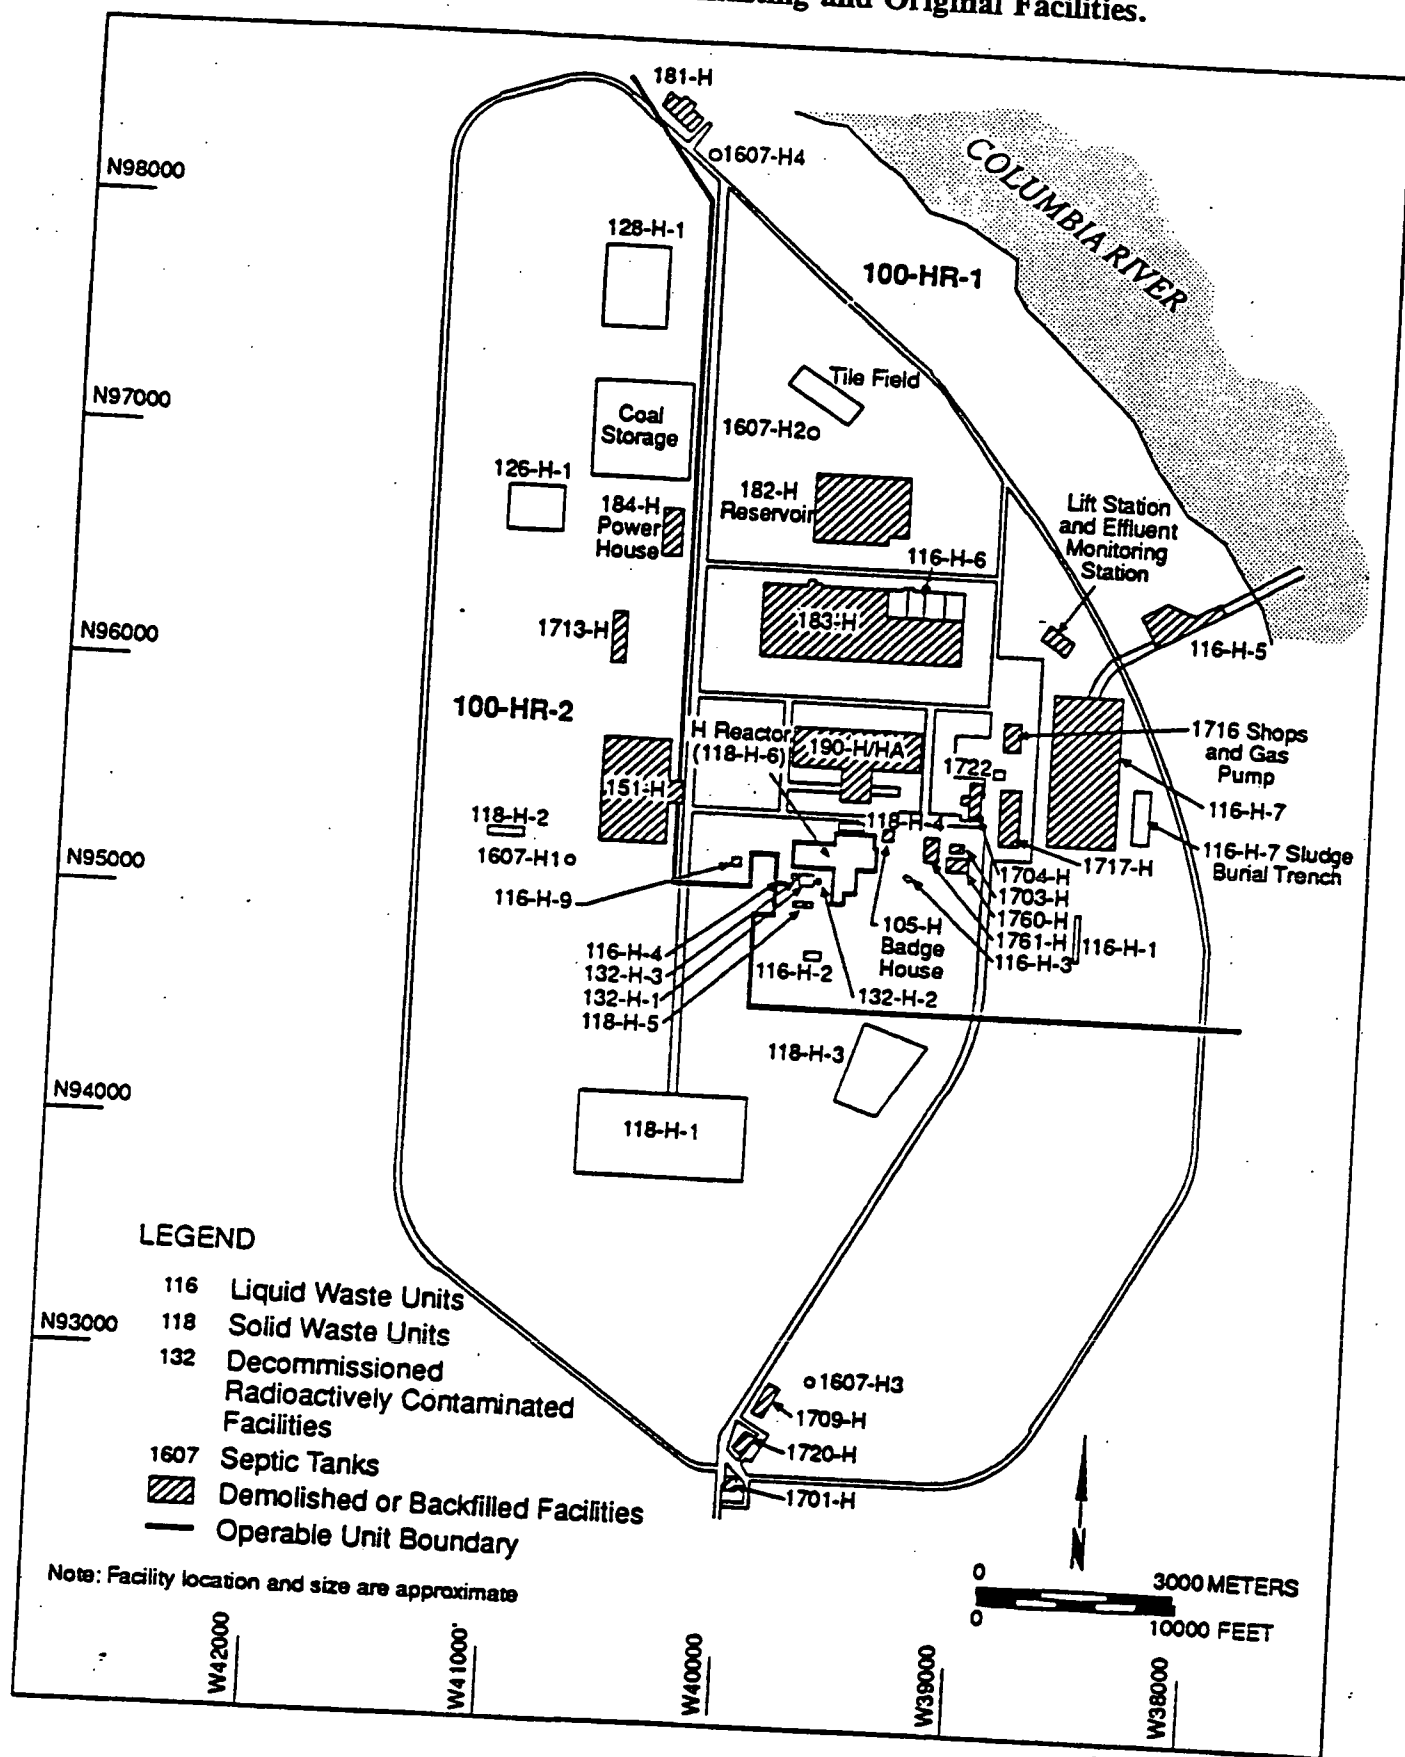 and Original Facilities.
181-H
1607-H4
COLUMBIA RIVER
N98000
128-H-1
100-HR-1
Tile Field
N97000
Coal
Storage
1607-H2
126-H-1
184-H
Power
House
182-H
Reservoir
Lift Station
and Effluent
Monitoring
Station
116-H-6
183-H
N96000
1713-H
116-H-5
100-HR-2
H Reactor
(118-H-6)
190-H/HA
1716 Shops
and Gas
Pump
1722
151-H
116-H-7
118-H-2
118-H-4
1607-H1
116-H-7 Sludge
Burial Trench
N95000
1717-H
1704-H
116-H-9
1703-H
1760-H
105-H
Badge
House
1761-H
116-H-1
116-H-3
116-H-4
132-H-3
116-H-2
132-H-1
132-H-2
118-H-5
118-H-3
N94000
118-H-1
LEGEND
116 Liquid Waste Units
118 Solid Waste Units
132 Decommissioned
Radioactively Contaminated
Facilities
1607 Septic Tanks
Demolished or Backfilled Facilities
Operable Unit Boundary
Note: Facility location and size are approximate
N93000
1607-H3
1709-H
1720-H
1701-H
N
0 3000 METERS
0 10000 FEET
W42000
W41000
W40000
W39000
W38000